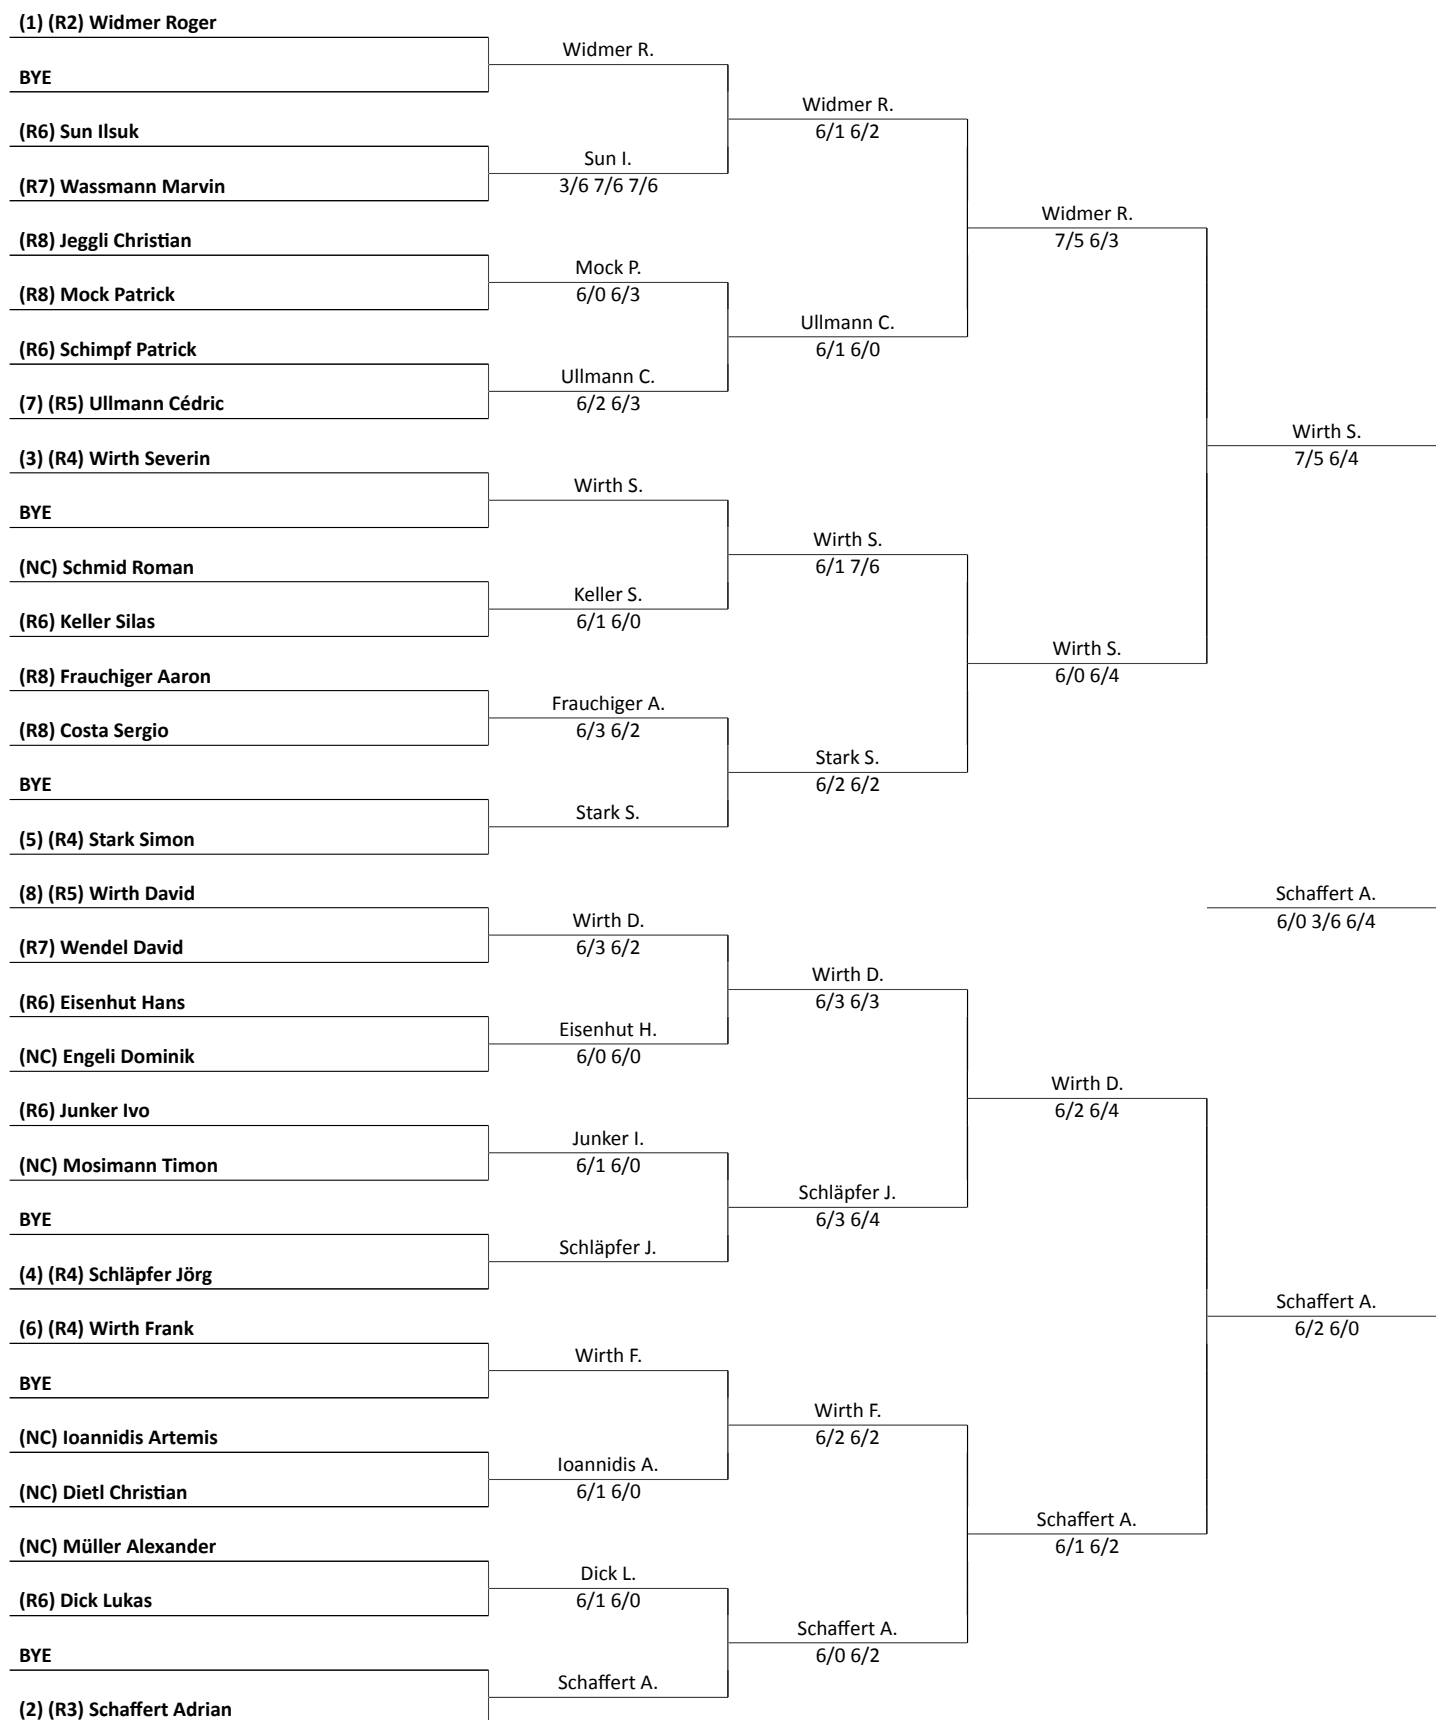 (1) (R2) Widmer Roger
Widmer R.
BYE
Widmer R.
6/1 6/2
(R6) Sun Ilsuk
Sun I.
3/6 7/6 7/6
(R7) Wassmann Marvin
Widmer R.
7/5 6/3
(R8) Jeggli Christian
Mock P.
6/0 6/3
(R8) Mock Patrick
Ullmann C.
6/1 6/0
(R6) Schimpf Patrick
Ullmann C.
6/2 6/3
(7) (R5) Ullmann Cédric
Wirth S.
7/5 6/4
(3) (R4) Wirth Severin
Wirth S.
BYE
Wirth S.
6/1 7/6
(NC) Schmid Roman
Keller S.
6/1 6/0
(R6) Keller Silas
Wirth S.
6/0 6/4
(R8) Frauchiger Aaron
Frauchiger A.
6/3 6/2
(R8) Costa Sergio
Stark S.
6/2 6/2
BYE
Stark S.
(5) (R4) Stark Simon
(8) (R5) Wirth David
Schaffert A.
6/0 3/6 6/4
Wirth D.
6/3 6/2
(R7) Wendel David
Wirth D.
6/3 6/3
(R6) Eisenhut Hans
Eisenhut H.
6/0 6/0
(NC) Engeli Dominik
Wirth D.
6/2 6/4
(R6) Junker Ivo
Junker I.
6/1 6/0
(NC) Mosimann Timon
Schläpfer J.
6/3 6/4
BYE
Schläpfer J.
(4) (R4) Schläpfer Jörg
Schaffert A.
6/2 6/0
(6) (R4) Wirth Frank
Wirth F.
BYE
Wirth F.
6/2 6/2
(NC) Ioannidis Artemis
Ioannidis A.
6/1 6/0
(NC) Dietl Christian
Schaffert A.
6/1 6/2
(NC) Müller Alexander
Dick L.
6/1 6/0
(R6) Dick Lukas
Schaffert A.
6/0 6/2
BYE
Schaffert A.
(2) (R3) Schaffert Adrian